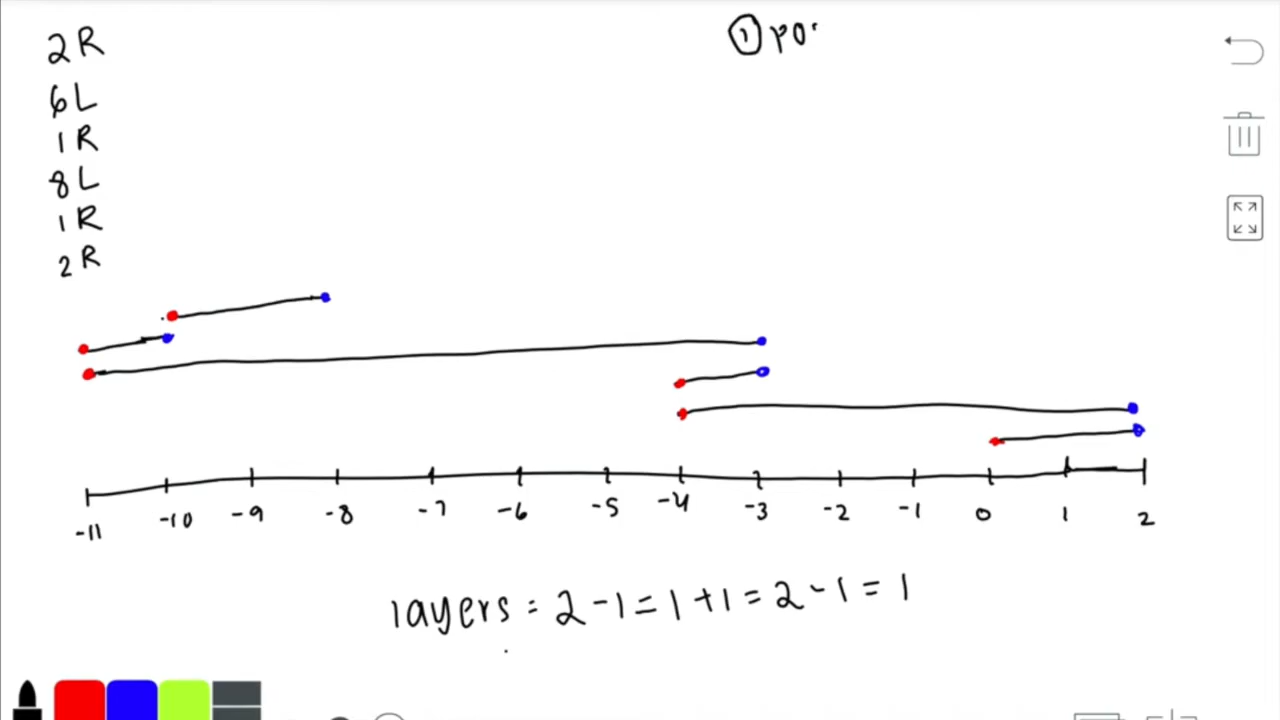 2R
① po
6L
1R
8L
1R
2R
-11 -10 -9 -8 -7 -6 -5 -4 -3 -2 -1 0 1 2
layers = 2 - 1 = 1 + 1 = 2 - 1 = 1